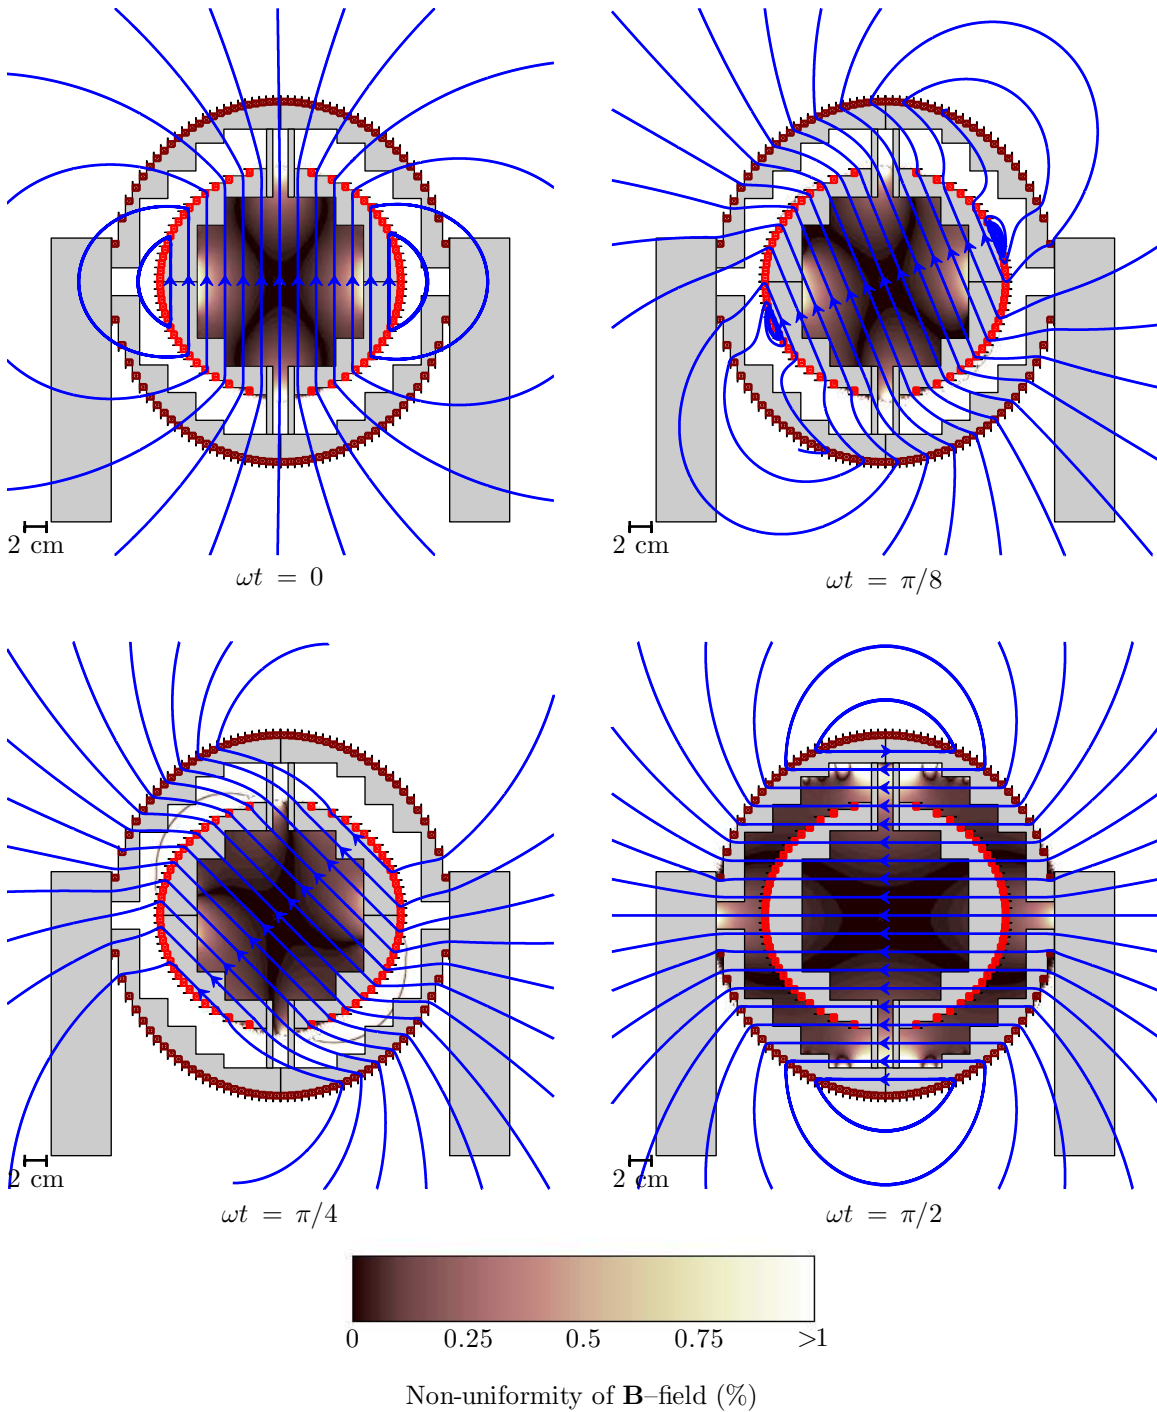 2 cm
ωt = 0
2 cm
ωt = π/8
2 cm
ωt = π/4
2 cm
ωt = π/2
0 0.25 0.5 0.75 >1
Non-uniformity of B–field (%)